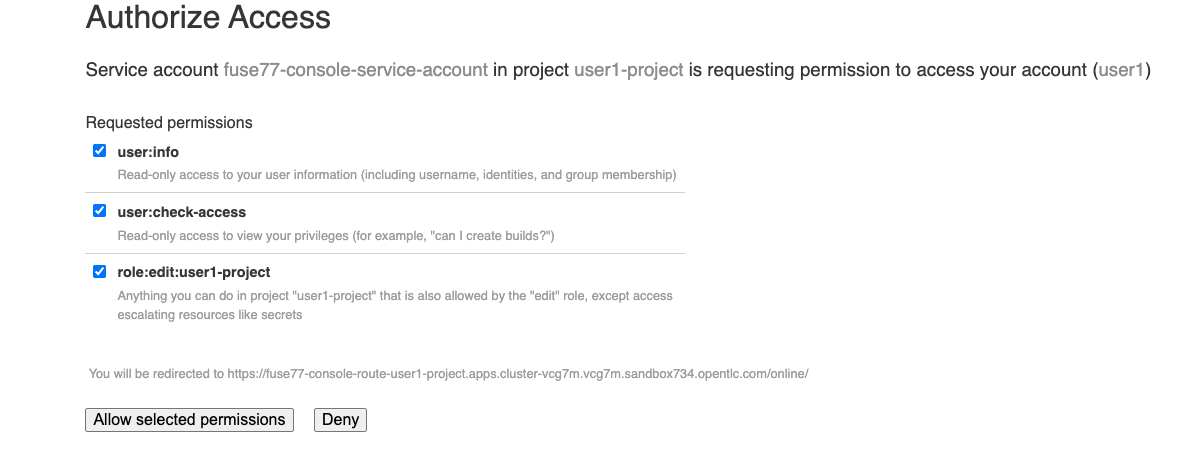 Authorize Access
Service account fuse77-console-service-account in project user1-project is requesting permission to access your account (user1)
Requested permissions
user:info
Read-only access to your user information (including username, identities, and group membership)
user:check-access
Read-only access to view your privileges (for example, "can I create builds?")
role:edit:user1-project
Anything you can do in project "user1-project" that is also allowed by the "edit" role, except access
escalating resources like secrets
You will be redirected to https://fuse77-console-route-user1-project.apps.cluster-vcg7m.vcg7m.sandbox734.opentlc.com/online/
Allow selected permissions Deny